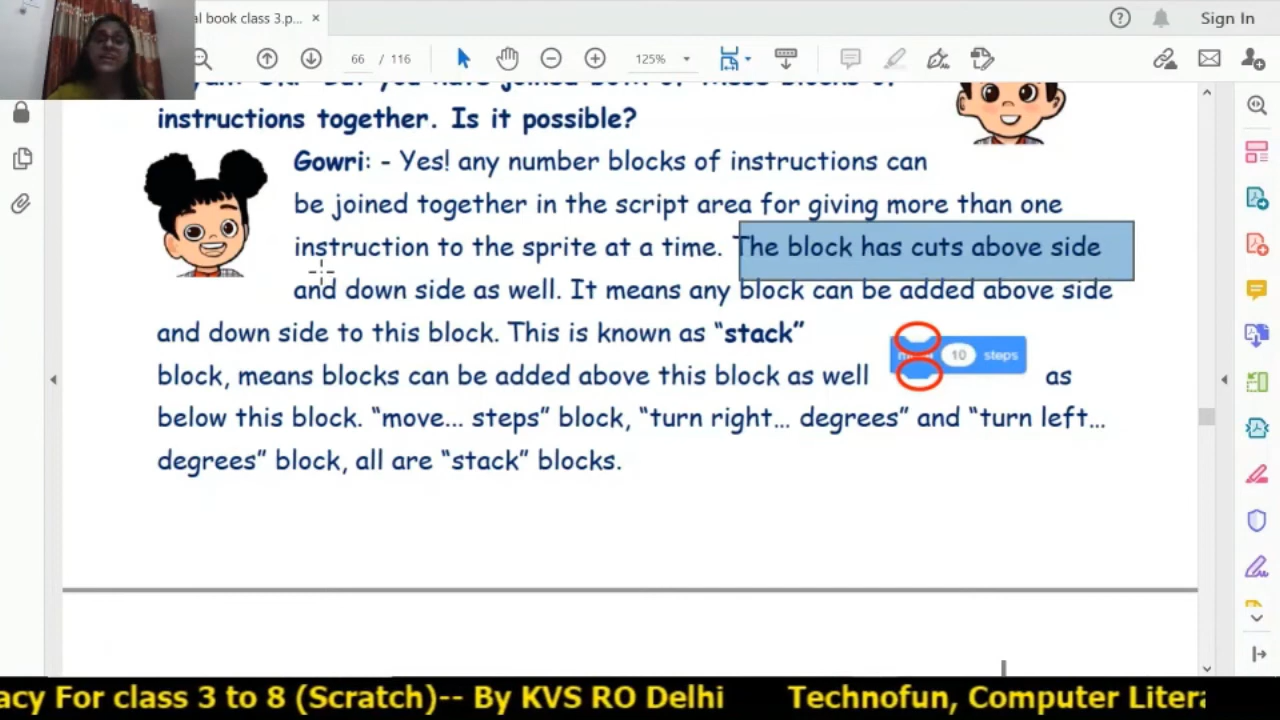 al book class 3.p... ×
Sign In
66 / 116
125%
instructions together. Is it possible?
Gowri: - Yes! any number blocks of instructions can
be joined together in the script area for giving more than one
instruction to the sprite at a time. The block has cuts above side
and down side as well. It means any block can be added above side
and down side to this block. This is known as “stack”
block, means blocks can be added above this block as well as
10 steps
below this block. “move... steps” block, “turn right... degrees” and “turn left...
degrees” block, all are “stack” blocks.
acy For class 3 to 8 (Scratch)-- By KVS RO Delhi Technofun, Computer Litera